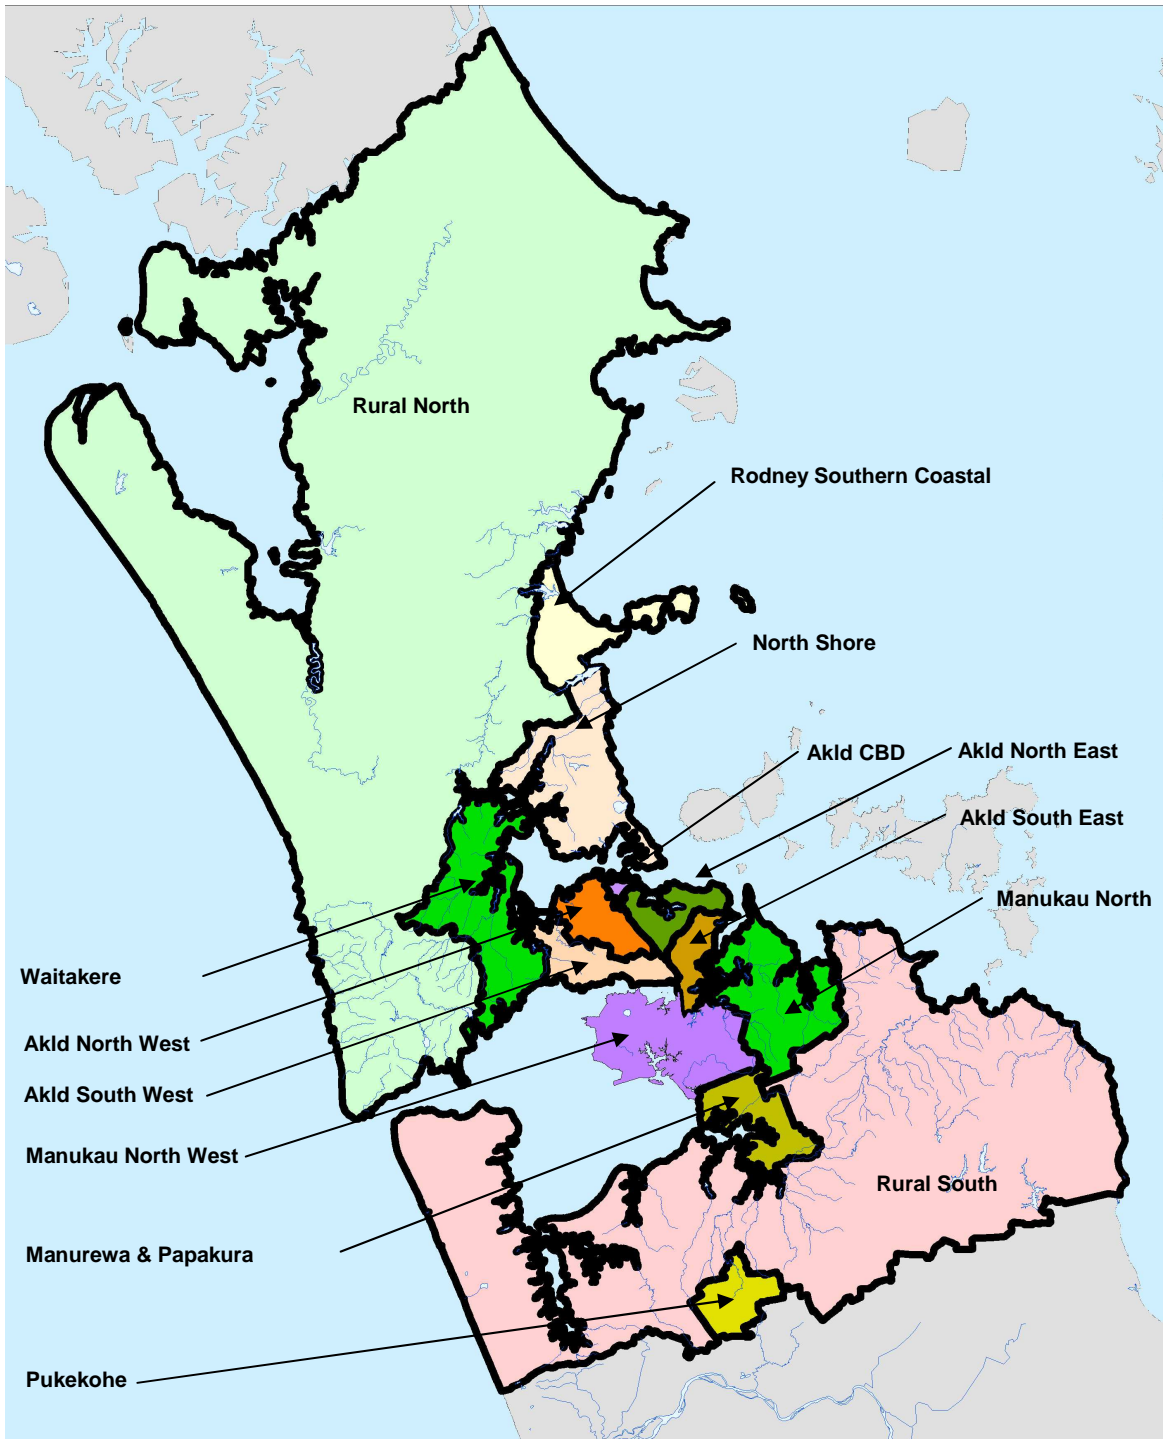 Rural North
Rodney Southern Coastal
North Shore
Akld CBD
Akld North East
Akld South East
Manukau North
Waitakere
Akld North West
Akld South West
Manukau North West
Rural South
Manurewa & Papakura
Pukekohe